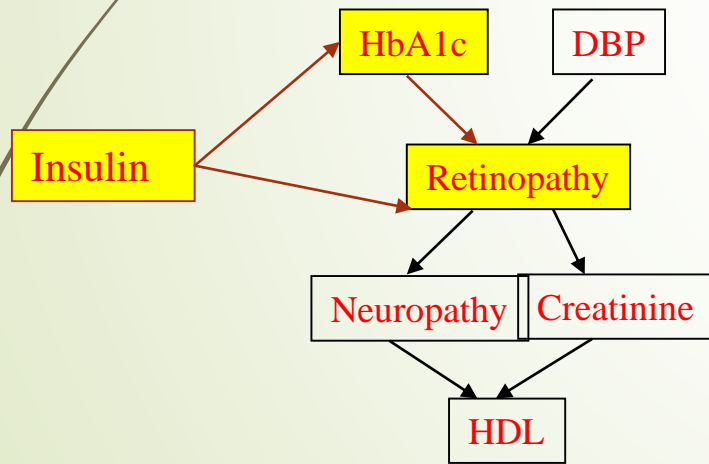 HbA1c
DBP
Insulin
Retinopathy
Neuropathy
Creatinine
HDL